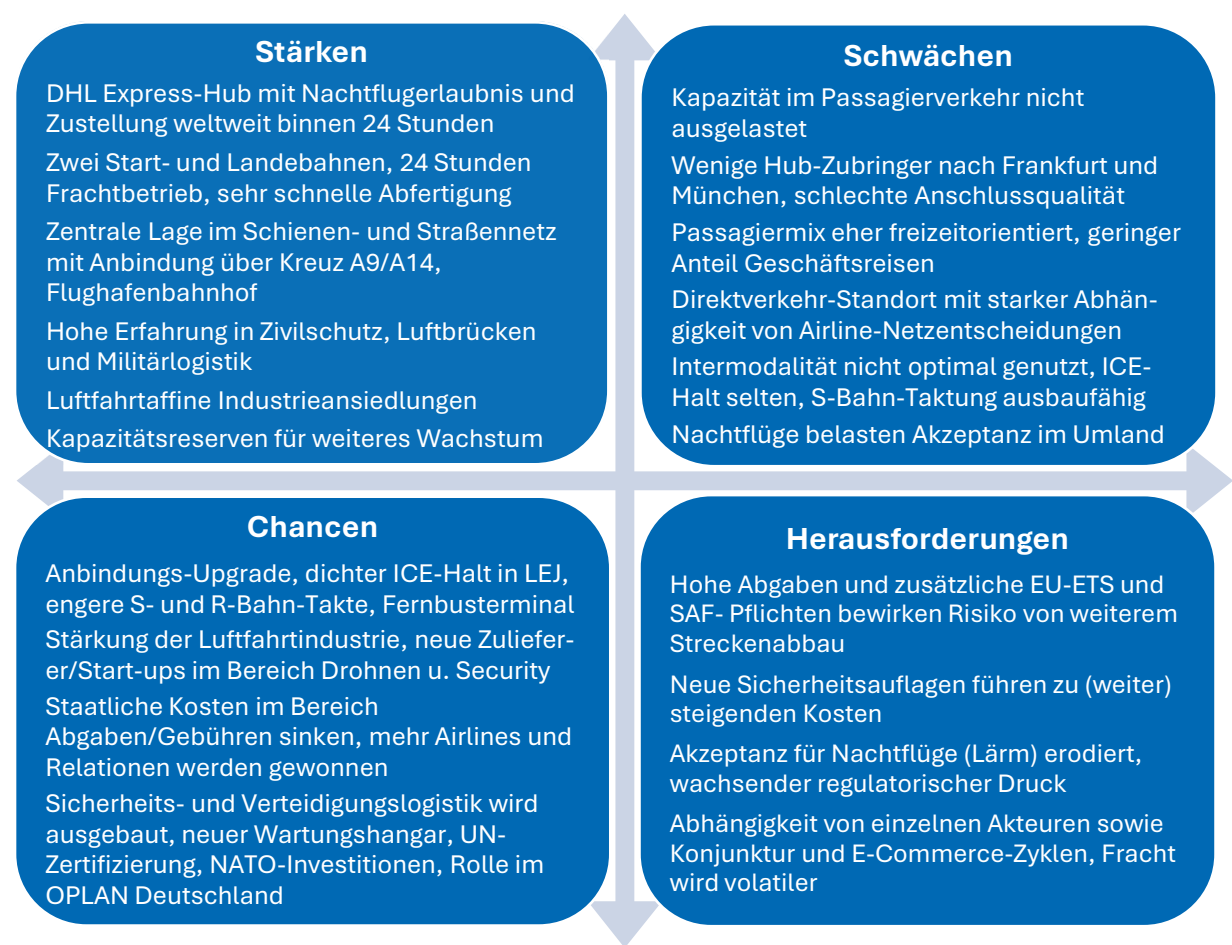 Stärken
DHL Express-Hub mit Nachtflugerlaubnis und
Zustellung weltweit binnen 24 Stunden
Zwei Start- und Landebahnen, 24 Stunden
Frachtbetrieb, sehr schnelle Abfertigung
Zentrale Lage im Schienen- und Straßennetz
mit Anbindung über Kreuz A9/A14,
Flughafenbahnhof
Hohe Erfahrung in Zivilschutz, Luftbrücken
und Militärlogistik
Luftfahrtaffine Industrieansiedlungen
Kapazitätsreserven für weiteres Wachstum
Schwächen
Kapazität im Passagierverkehr nicht
ausgelastet
Wenige Hub-Zubringer nach Frankfurt und
München, schlechte Anschlussqualität
Passagiermix eher freizeitorientiert, geringer
Anteil Geschäftsreisen
Direktverkehr-Standort mit starker Abhän-
gigkeit von Airline-Netzentscheidungen
Intermodalität nicht optimal genutzt, ICE-
Halt selten, S-Bahn-Taktung ausbaufähig
Nachtflüge belasten Akzeptanz im Umland
Chancen
Anbindungs-Upgrade, dichter ICE-Halt in LEJ,
engere S- und R-Bahn-Takte, Fernbusterminal
Stärkung der Luftfahrtindustrie, neue Zuliefer-
er/Start-ups im Bereich Drohnen u. Security
Staatliche Kosten im Bereich
Abgaben/Gebühren sinken, mehr Airlines und
Relationen werden gewonnen
Sicherheits- und Verteidigungslogistik wird
ausgebaut, neuer Wartungshangar, UN-
Zertifizierung, NATO-Investitionen, Rolle im
OPLAN Deutschland
Herausforderungen
Hohe Abgaben und zusätzliche EU-ETS und
SAF- Pflichten bewirken Risiko von weiterem
Streckenabbau
Neue Sicherheitsauflagen führen zu (weiter)
steigenden Kosten
Akzeptanz für Nachtflüge (Lärm) erodiert,
wachsender regulatorischer Druck
Abhängigkeit von einzelnen Akteuren sowie
Konjunktur und E-Commerce-Zyklen, Fracht
wird volatiler